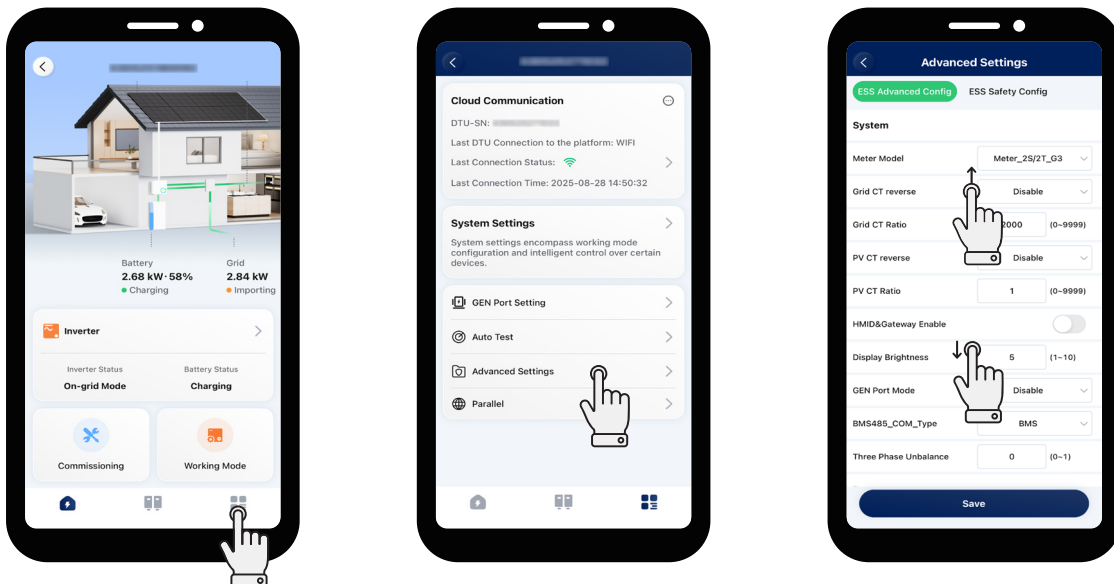 Battery
2.68 kW·58%
Charging
Grid
2.84 kW
Importing
Inverter
Inverter Status
On-grid Mode
Battery Status
Charging
Commissioning
Working Mode
Cloud Communication
DTU-SN:
Last DTU Connection to the platform: WIFI
Last Connection Status:
Last Connection Time: 2025-08-28 14:50:32
System Settings
System settings encompass working mode
configuration and intelligent control over certain
devices.
GEN Port Setting
Auto Test
Advanced Settings
Parallel
Advanced Settings
ESS Advanced Config ESS Safety Config
System
Meter Model Meter_2S/2T_G3
Grid CT reverse Disable
Grid CT Ratio 2000 (0~9999)
PV CT reverse Disable
PV CT Ratio 1 (0~9999)
HMID&Gateway Enable
Display Brightness 5 (1~10)
GEN Port Mode Disable
BMS485_COM_Type BMS
Three Phase Unbalance 0 (0~1)
Save